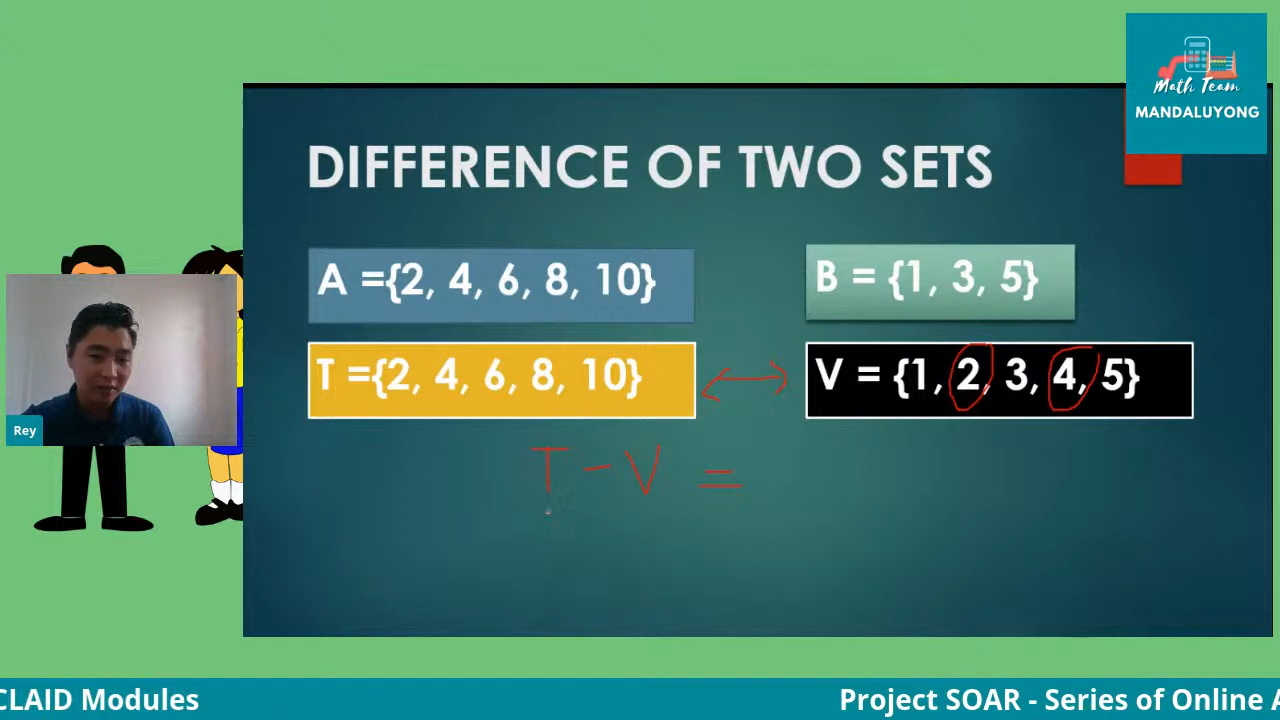 Math Team
MANDALUYONG
DIFFERENCE OF TWO SETS
A ={2, 4, 6, 8, 10}
B = {1, 3, 5}
T ={2, 4, 6, 8, 10}
V = {1, 2, 3, 4, 5}
Rey
T - V =
CLAID Modules
Project SOAR - Series of Online A